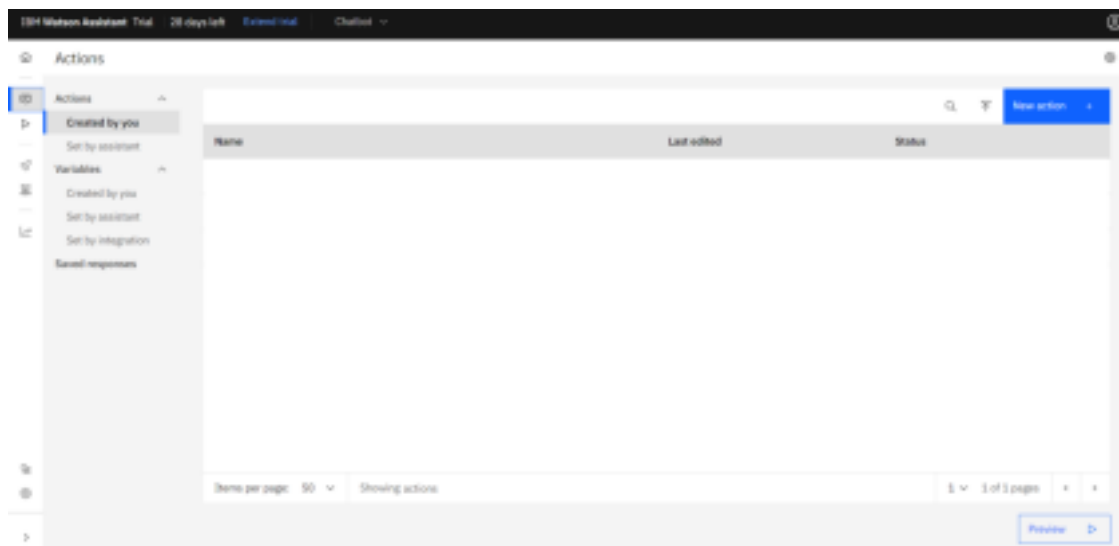 IBM Watson Assistant Trial 28 days left Extend trial Chatbot
Actions
Actions
Created by you
Set by assistant
Variables
Created by you
Set by assistant
Set by integration
Saved responses
New action +
Name Last edited Status
Items per page: 50 Showing actions 1 1 of 1 pages
Preview